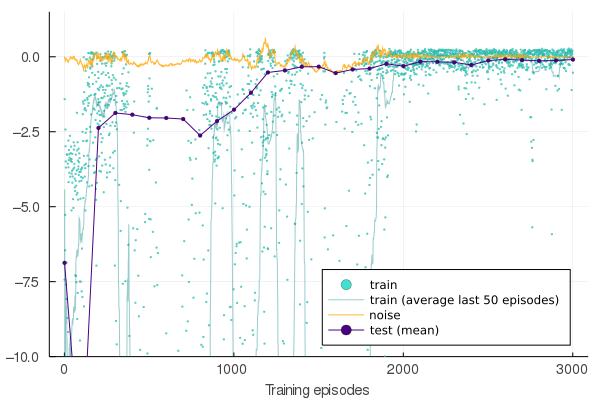 0.0
−2.5
−5.0
−7.5
−10.0
0
1000
2000
3000
Training episodes
train
train (average last 50 episodes)
noise
test (mean)